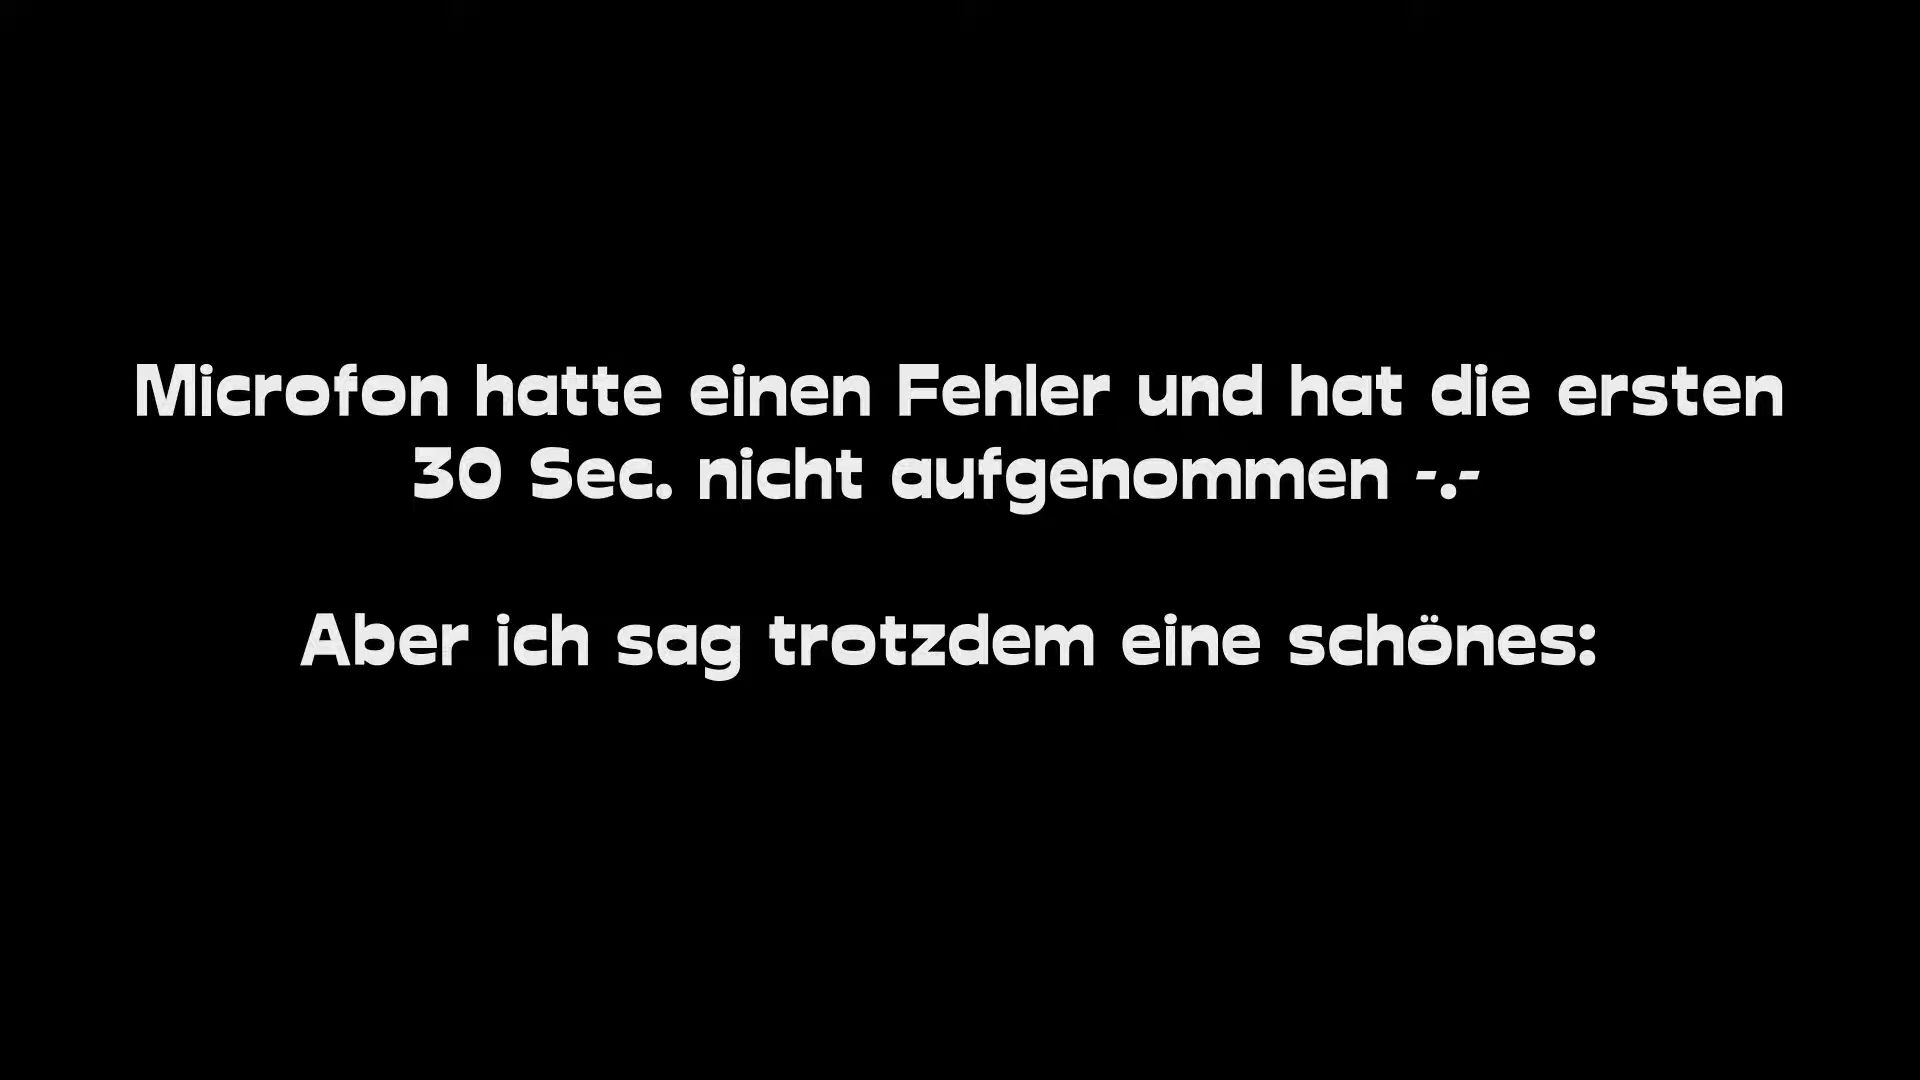 Microfon hatte einen Fehler und hat die ersten
30 Sec. nicht aufgenommen -.-
Aber ich sag trotzdem eine schönes: